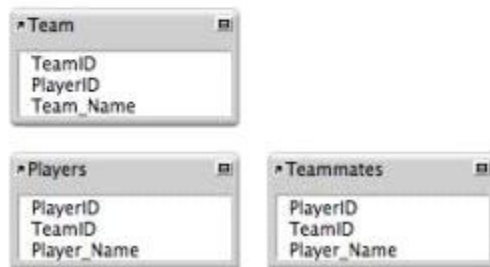 Team
TeamID
PlayerID
Team_Name
Players
PlayerID
TeamID
Player_Name
Teammates
PlayerID
TeamID
Player_Name